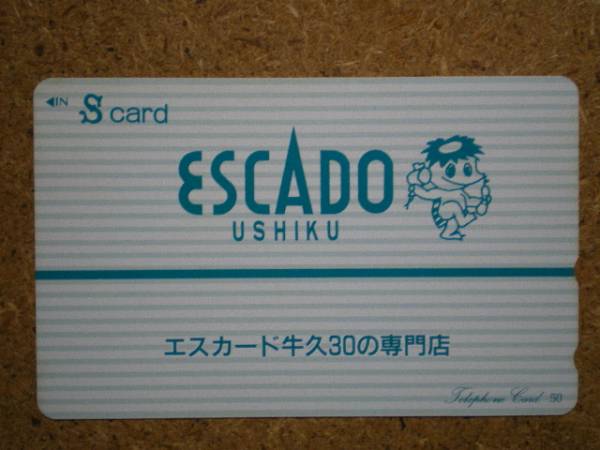 ◀IN S card
ESCADO
USHIKU
エスカード牛久30の専門店
Telephone Card 50